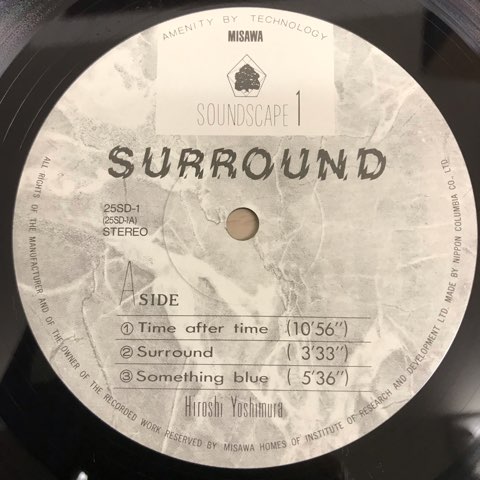 AMENITY BY TECHNOLOGY
MISAWA
SOUNDSCAPE 1
SURROUND
25SD-1
(25SD-1A)
STEREO
A SIDE
① Time after time (10'56")
② Surround ( 3'33")
③ Something blue ( 5'36")
Hiroshi Yoshimura
ALL RIGHTS OF THE MANUFACTURER AND OF THE OWNER OF THE RECORDED WORK RESERVED BY MISAWA HOMES OF INSTITUTE OF RESEARCH AND DEVELOPMENT LTD. MADE BY NIPPON COLUMBIA CO., LTD.